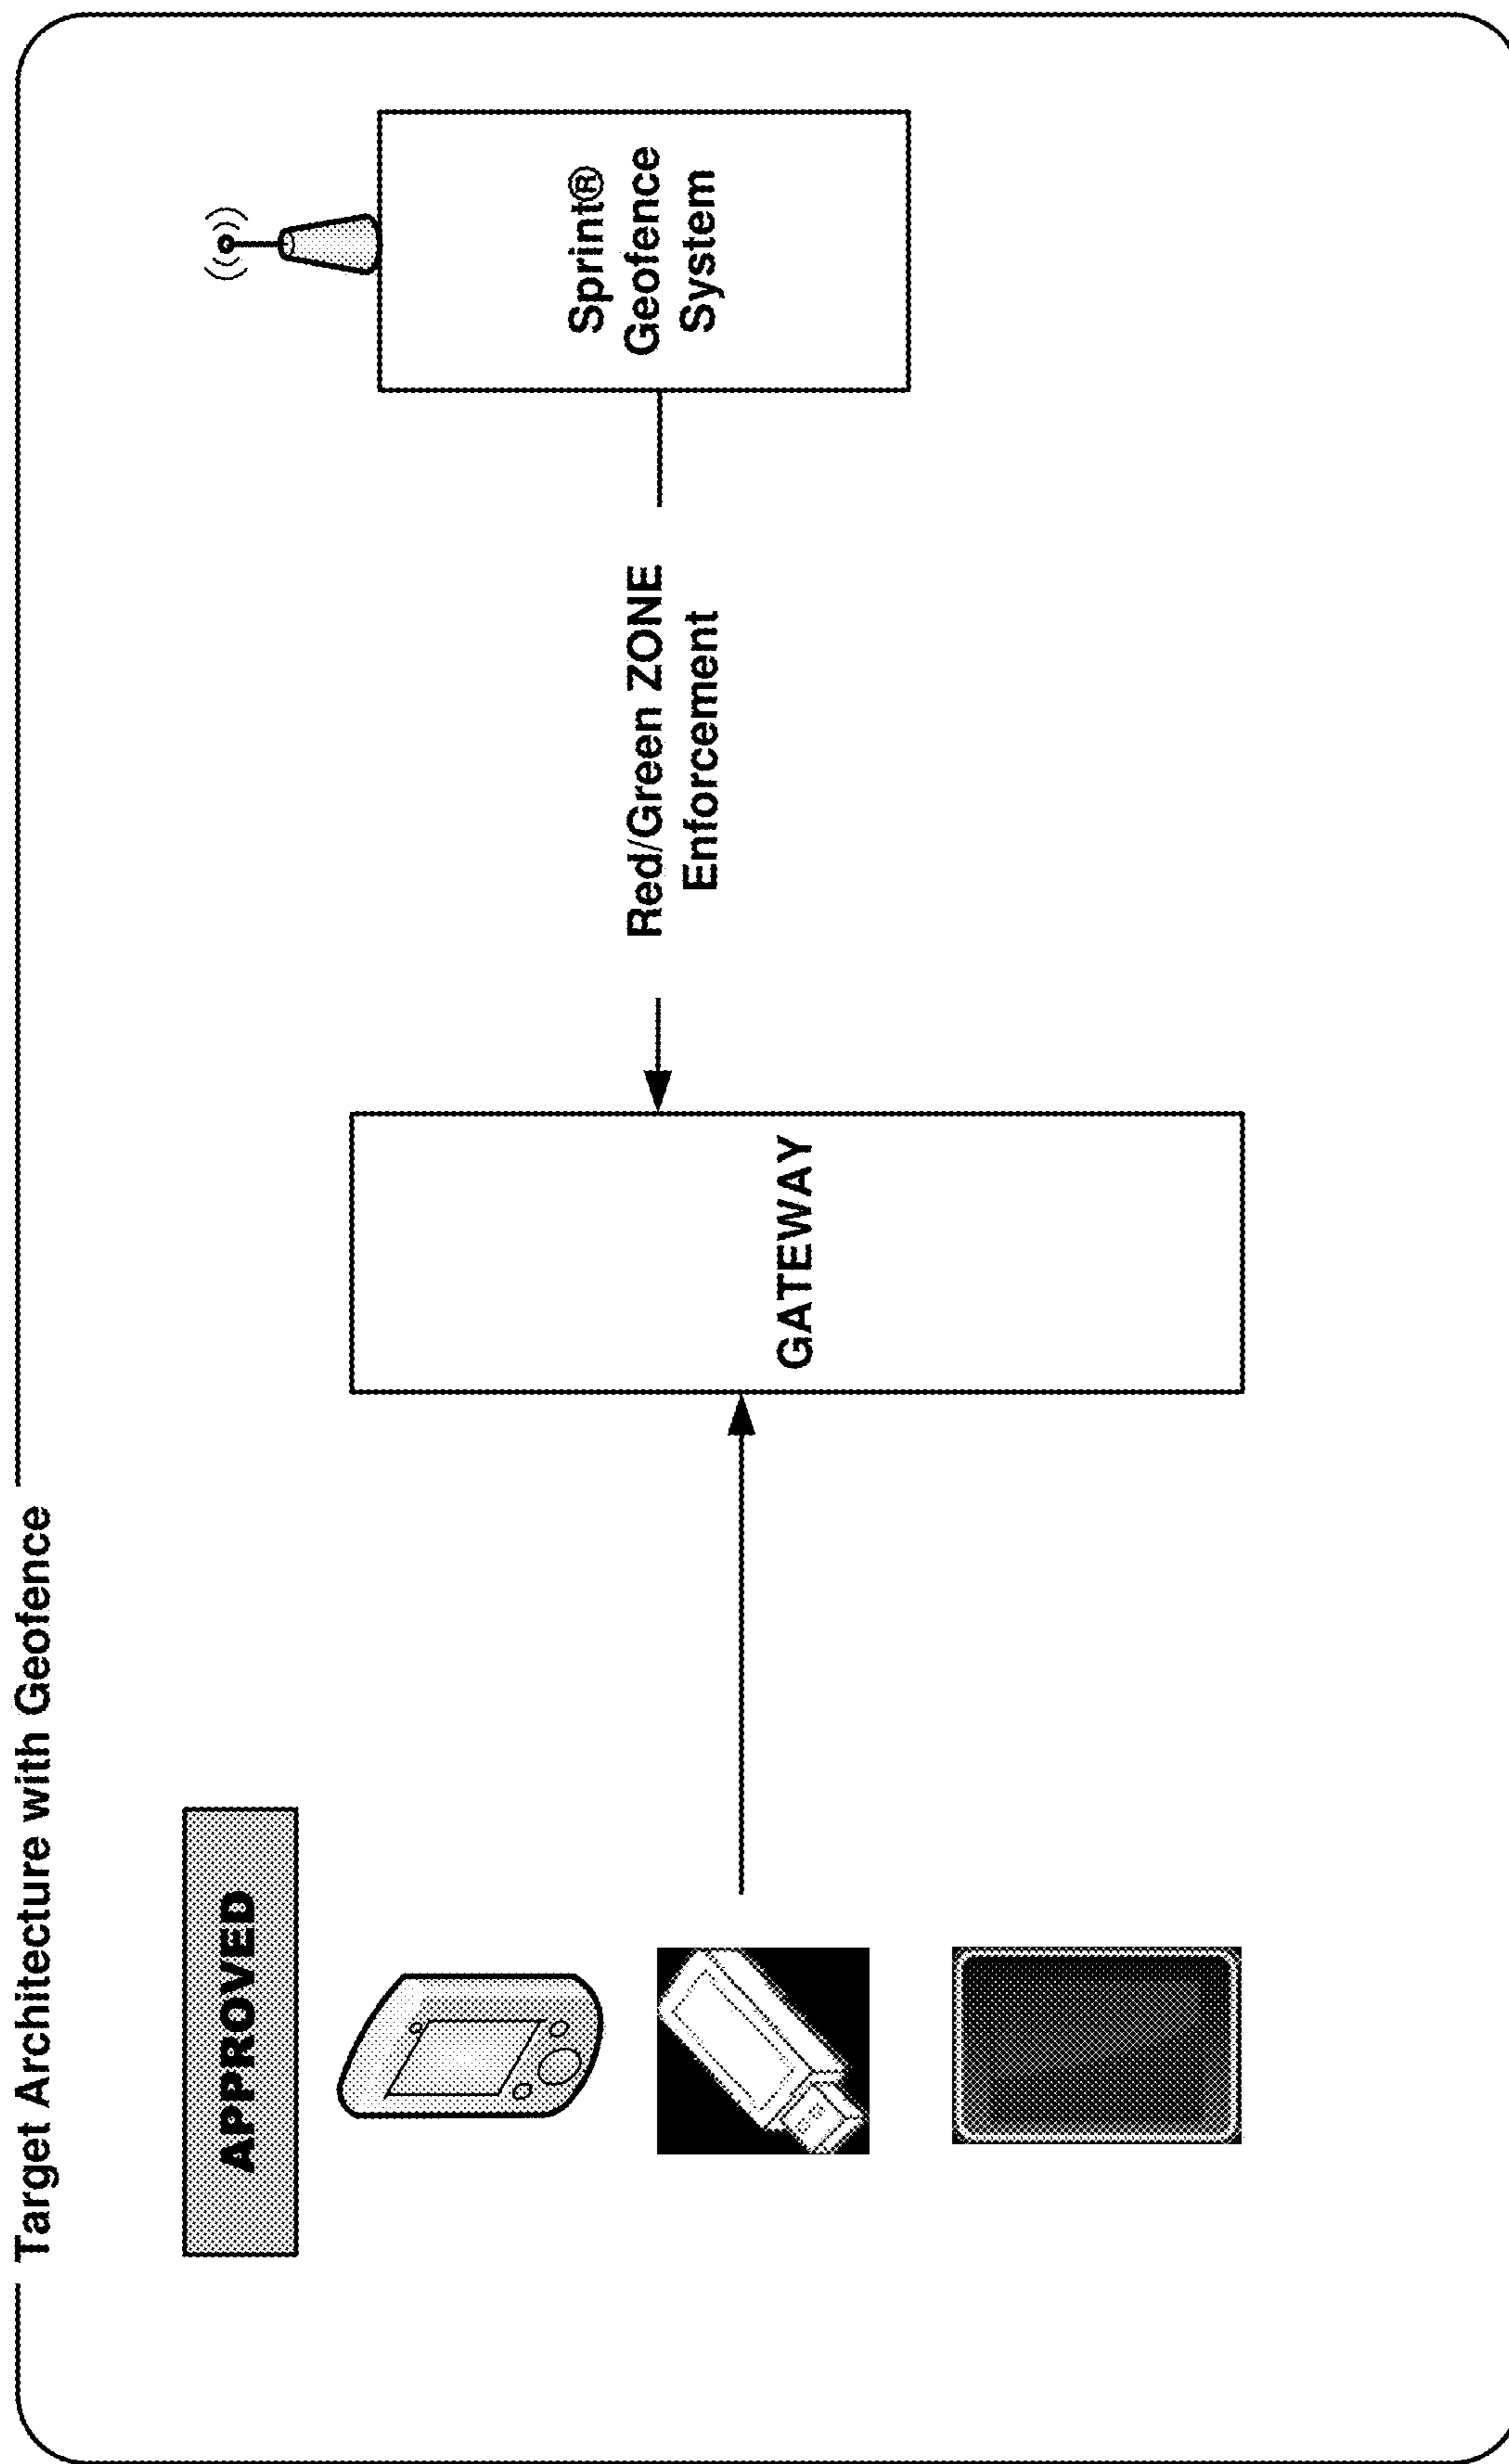 Target Architecture with Geofence
APPROVED
GATEWAY
Red/Green ZONE
Enforcement
Sprint®
Geofence
System